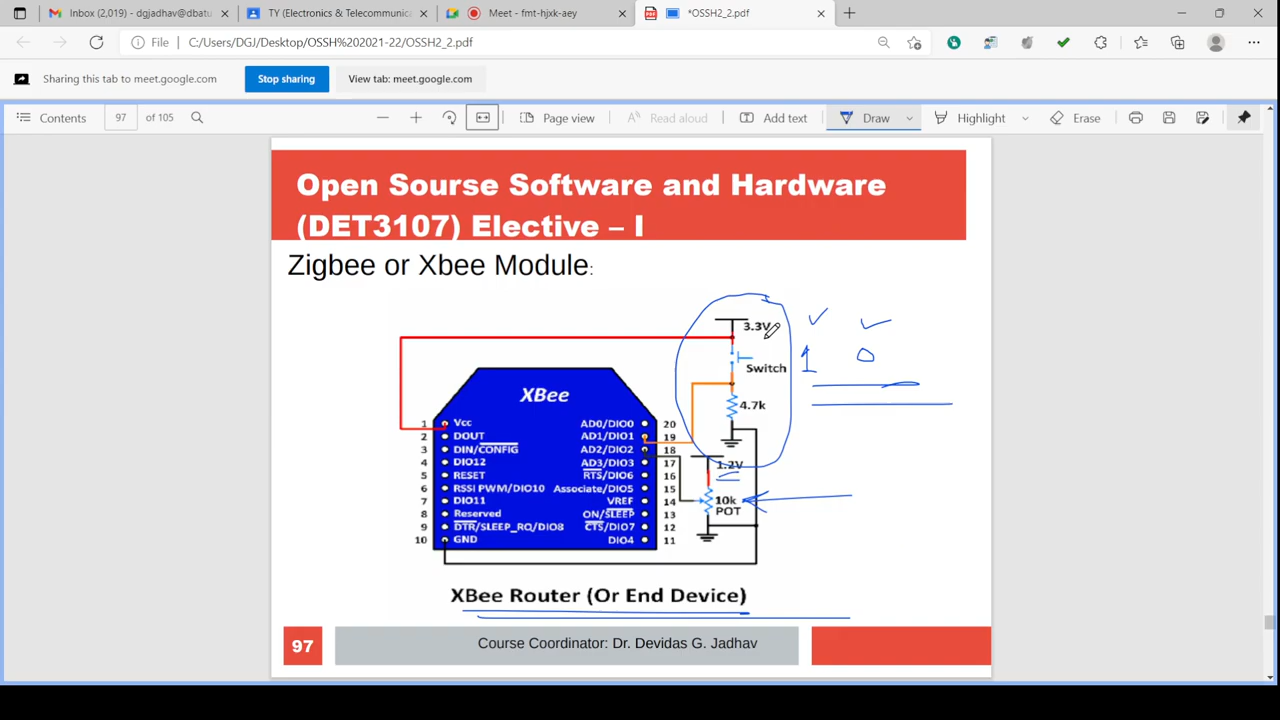 Inbox (2,019) - dgjadhav@dbatu
TY (Electronics & Telecommunica
Meet - fmt-hjxk-aey
*OSSH2_2.pdf
File
C:/Users/DGJ/Desktop/OSSH%202021-22/OSSH2_2.pdf
Sharing this tab to meet.google.com
Stop sharing
View tab: meet.google.com
Contents
97
of 105
Page view
Read aloud
Add text
Draw
Highlight
Erase
Open Sourse Software and Hardware
(DET3107) Elective – I
Zigbee or Xbee Module:
3.3V
1 0
Switch
XBee
4.7k
1 Vcc AD0/DIO0 20
2 DOUT AD1/DIO1 19
3 DIN/CONFIG AD2/DIO2 18
4 DIO12 AD3/DIO3 17
5 RESET RTS/DIO6 16
6 RSSI PWM/DIO10 Associate/DIO5 15
7 DIO11 VREF 14
8 Reserved ON/SLEEP 13
9 DTR/SLEEP_RQ/DIO8 CTS/DIO7 12
10 GND DIO4 11
1.2V
10k
POT
XBee Router (Or End Device)
97
Course Coordinator: Dr. Devidas G. Jadhav